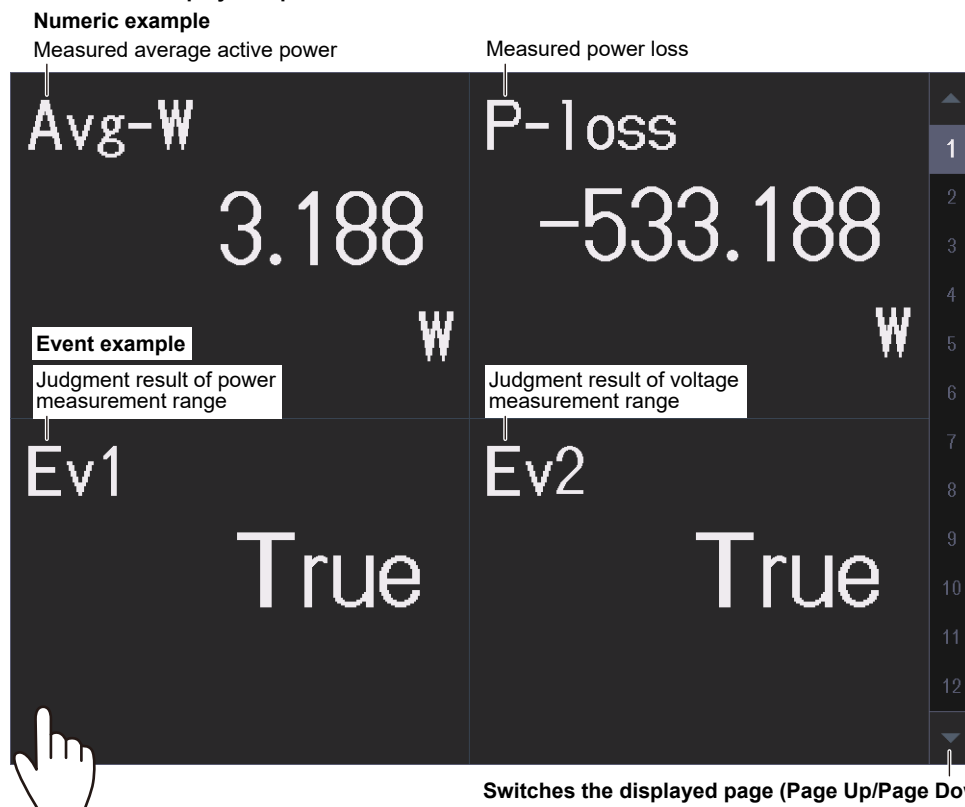 Numeric example
Measured average active power
Measured power loss
Avg-W
3.188
W
P-loss
-533.188
W
Event example
Judgment result of power
measurement range
Judgment result of voltage
measurement range
Ev1
True
Ev2
True
1
2
3
4
5
6
7
8
9
10
11
12
Switches the displayed page (Page Up/Page